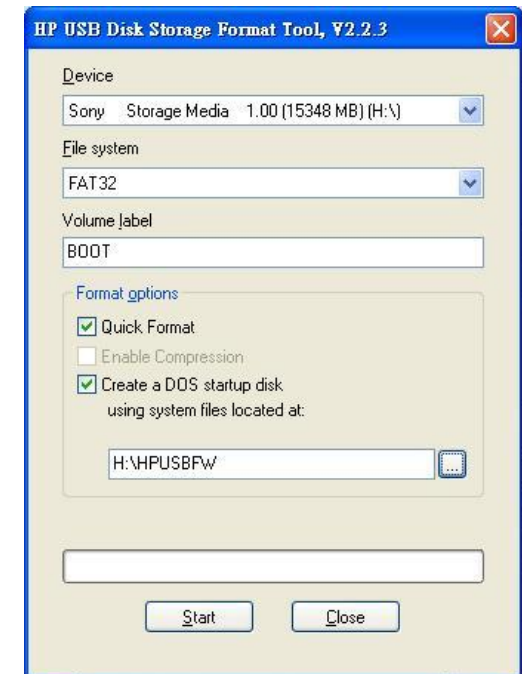 HP USB Disk Storage Format Tool, V2.2.3
Device
Sony Storage Media 1.00 (15348 MB) (H:\)
File system
FAT32
Volume label
BOOT
Format options
Quick Format
Enable Compression
Create a DOS startup disk
using system files located at:
H:\HPUSBFW
...
Start
Close